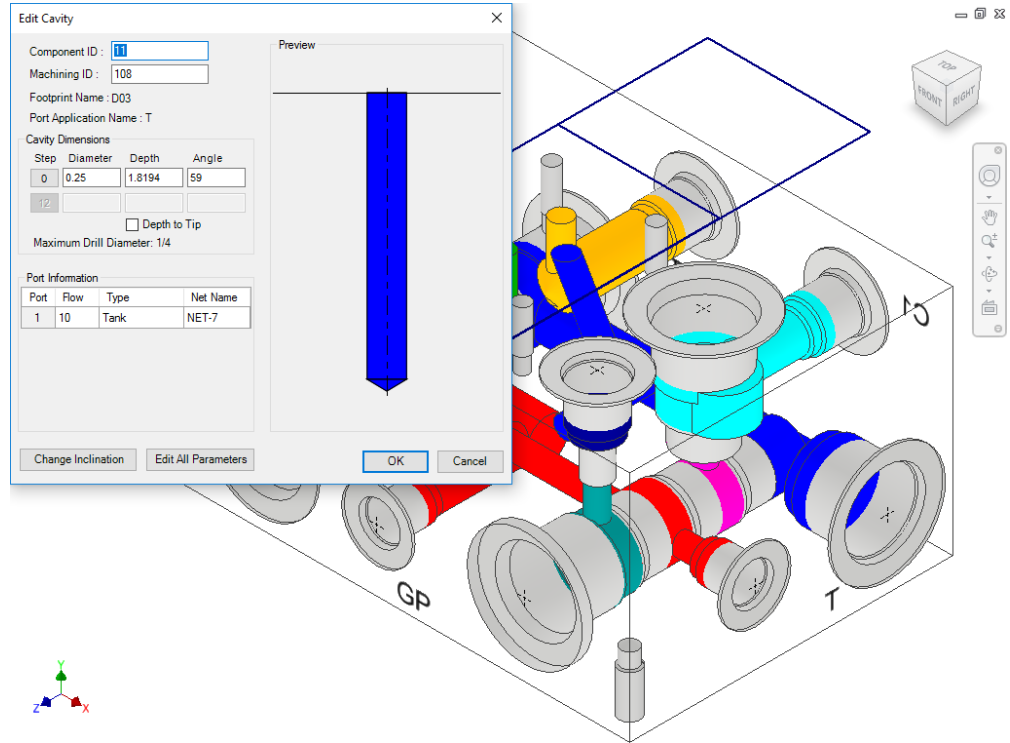 Edit Cavity
Component ID : 11
Machining ID : 108
Footprint Name : D03
Port Application Name : T
Cavity Dimensions
Step Diameter Depth Angle
0 0.25 1.8194 59
12
Depth to Tip
Maximum Drill Diameter: 1/4
Port Information
Port Flow Type Net Name
1 10 Tank NET-7
Change Inclination Edit All Parameters
Preview
OK Cancel
TOP
FRONT RIGHT
C1
GP
T
Y
Z X